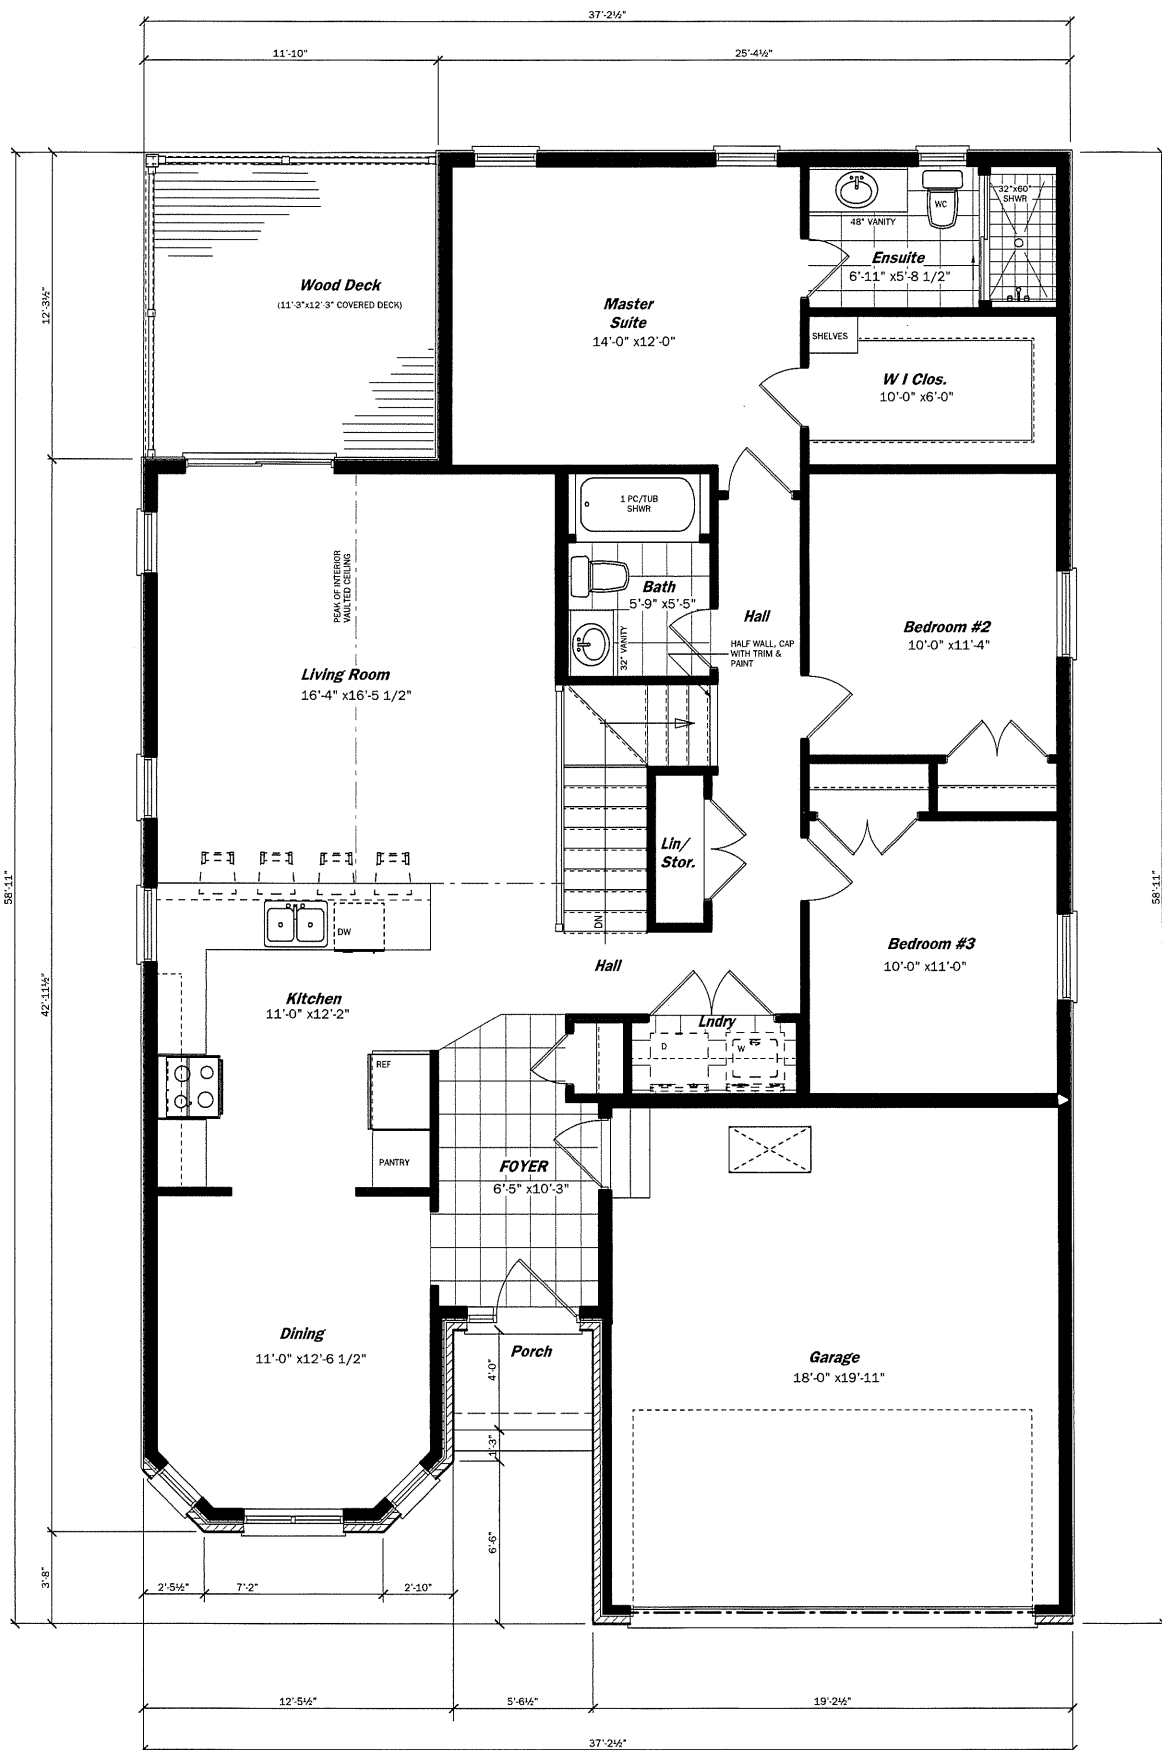 37'-2½"
11'-10"
25'-4½"
32"x60"
SHWR
WC
48" VANITY
Ensuite
6'-11" x5'-8 1/2"
Wood Deck
(11'-3"x12'-3" COVERED DECK)
12'-3½"
Master
Suite
14'-0" x12'-0"
SHELVES
W I Clos.
10'-0" x6'-0"
1 PC/TUB
SHWR
PEAK OF INTERIOR
VAULTED CEILING
Bath
5'-9" x5'-5"
32" VANITY
Hall
HALF WALL, CAP
WITH TRIM &
PAINT
Bedroom #2
10'-0" x11'-4"
Living Room
16'-4" x16'-5 1/2"
Lin/
Stor.
58'-11"
58'-11"
DW
DN
Hall
Bedroom #3
10'-0" x11'-0"
42'-11½"
Kitchen
11'-0" x12'-2"
Lndry
D
W
REF
PANTRY
FOYER
6'-5" x10'-3"
Dining
11'-0" x12'-6 1/2"
Porch
4'-0"
1'-3"
Garage
18'-0" x19'-11"
6'-6"
3'-8"
2'-5½"
7'-2"
2'-10"
12'-5½"
5'-6½"
19'-2½"
37'-2½"